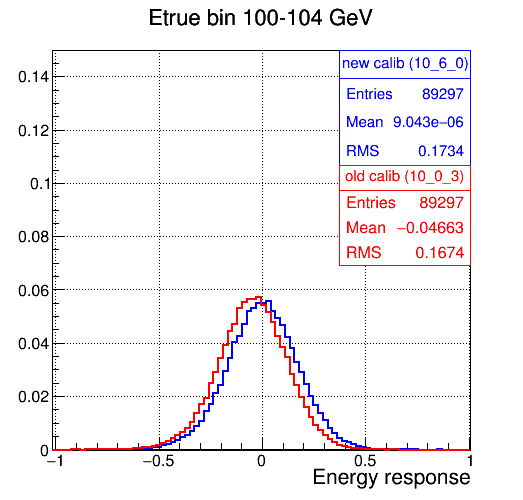 Etrue bin 100-104 GeV
new calib (10_6_0)
Entries 89297
Mean 9.043e−06
RMS 0.1734
old calib (10_0_3)
Entries 89297
Mean −0.04663
RMS 0.1674
0.14
0.12
0.1
0.08
0.06
0.04
0.02
0
−1 −0.5 0 0.5 1
Energy response